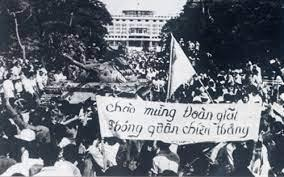 chào mừng Đoàn giải
phóng quân chiến thắng